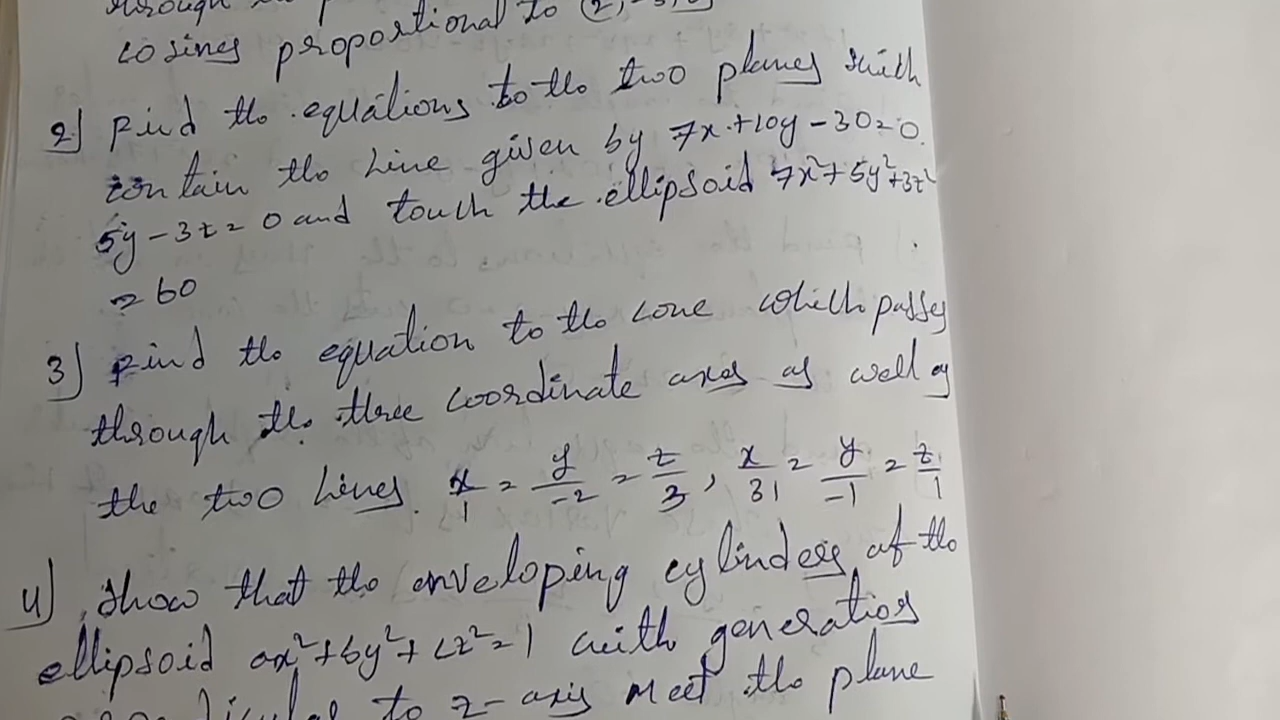 through the
cosines proportional to
2) Find the equations to the two planes which
contain the line given by 7x+10y-30=0.
5y-3z=0 and touch the ellipsoid 7x²+5y²+3z²
=60
3) Find the equation to the cone which passes
through the three coordinate axes as well as
the two lines. x/1 = y/-2 = z/3, x/31 = y/-1 = z/1
4) Show that the enveloping cylinders of the
ellipsoid ax²+by²+cz²=1 with generators
to z-axis meet the plane